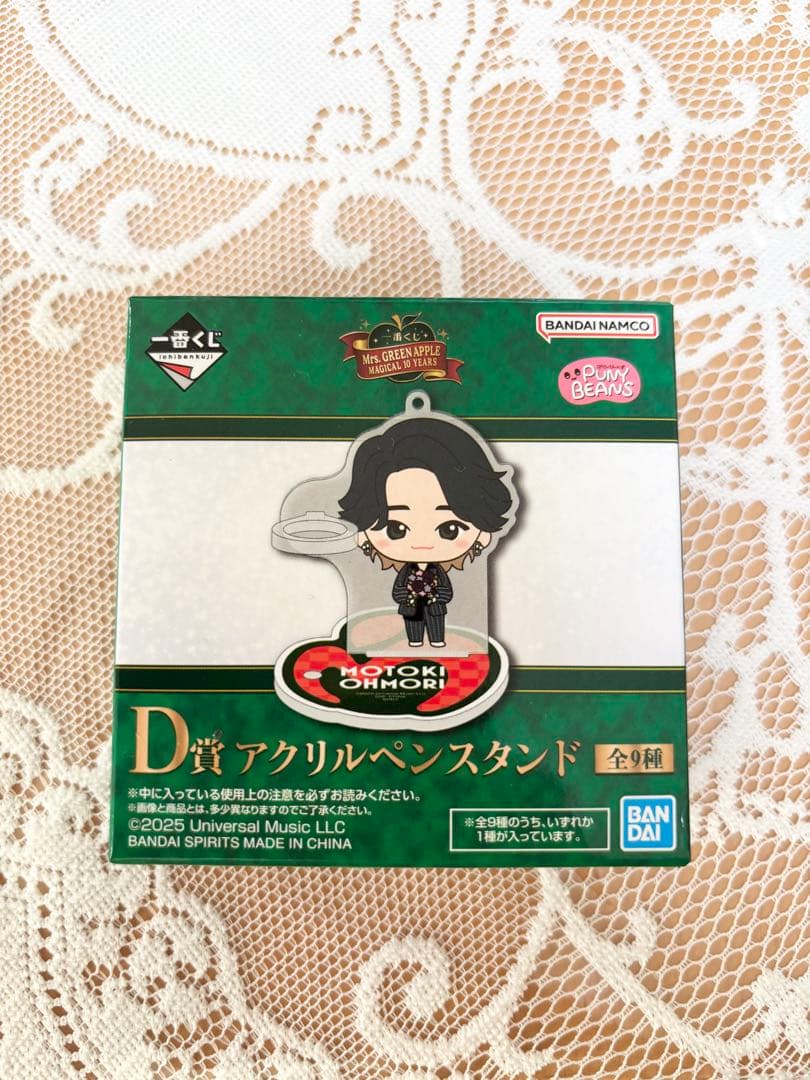 一番くじ
ichibankuji
一番くじ
Mrs. GREEN APPLE
MAGICAL 10 YEARS
BANDAI NAMCO
PUNY
BEANS
MOTOKI
OHMORI
D賞 アクリルペンスタンド 全9種
※中に入っている使用上の注意を必ずお読みください。
※画像と商品とは、多少異なりますのでご了承ください。
©2025 Universal Music LLC
BANDAI SPIRITS MADE IN CHINA
※全9種のうち、いずれか
1種が入っています。
BAN
DAI